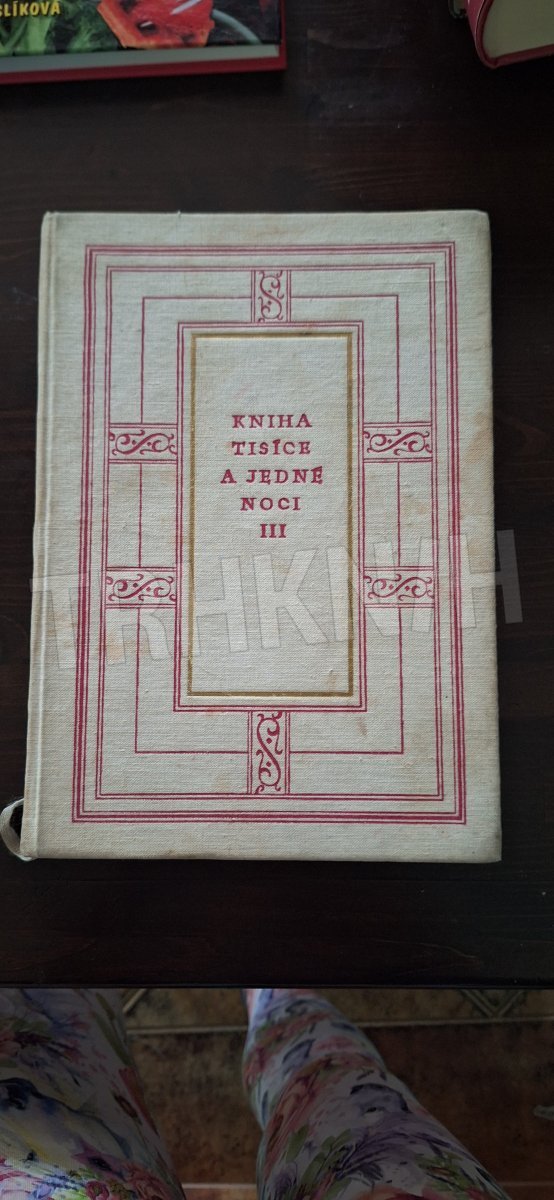 SLÍKOVÁ
KNIHA
TISÍCE
A JEDNÉ
NOCI
III
TRHKNIH